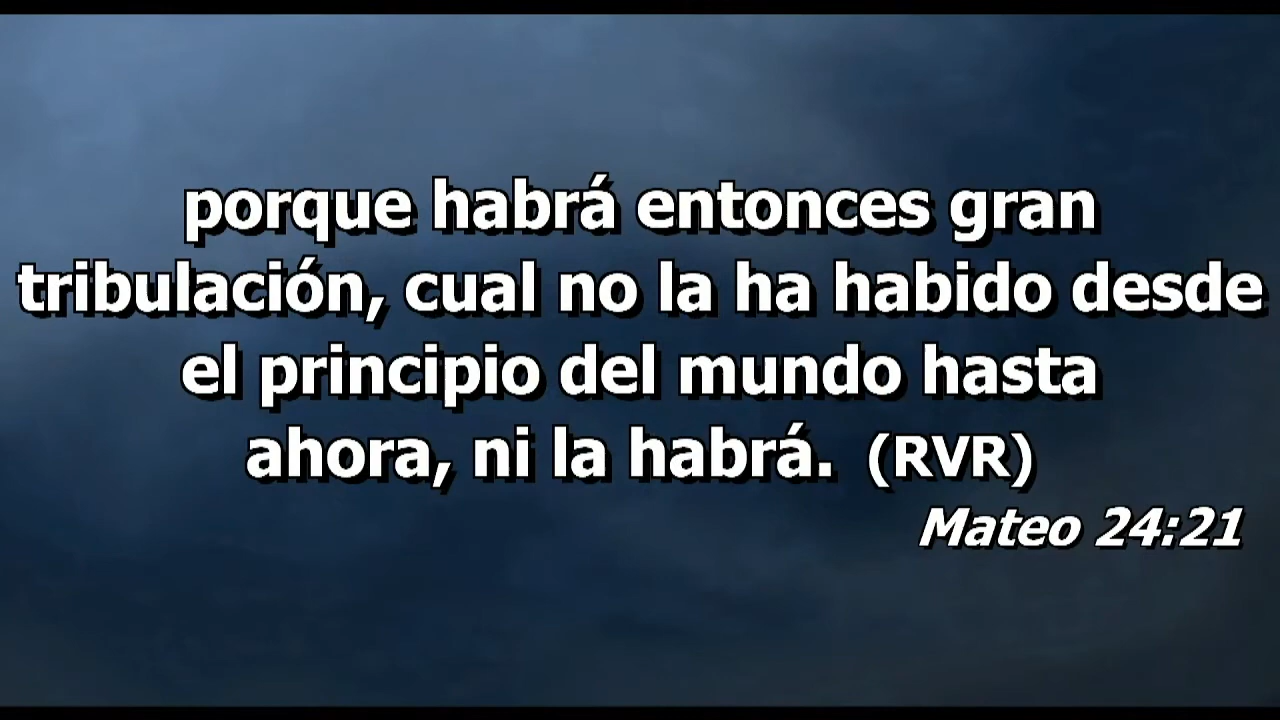 porque habrá entonces gran
tribulación, cual no la ha habido desde
el principio del mundo hasta
ahora, ni la habrá. (RVR)
Mateo 24:21